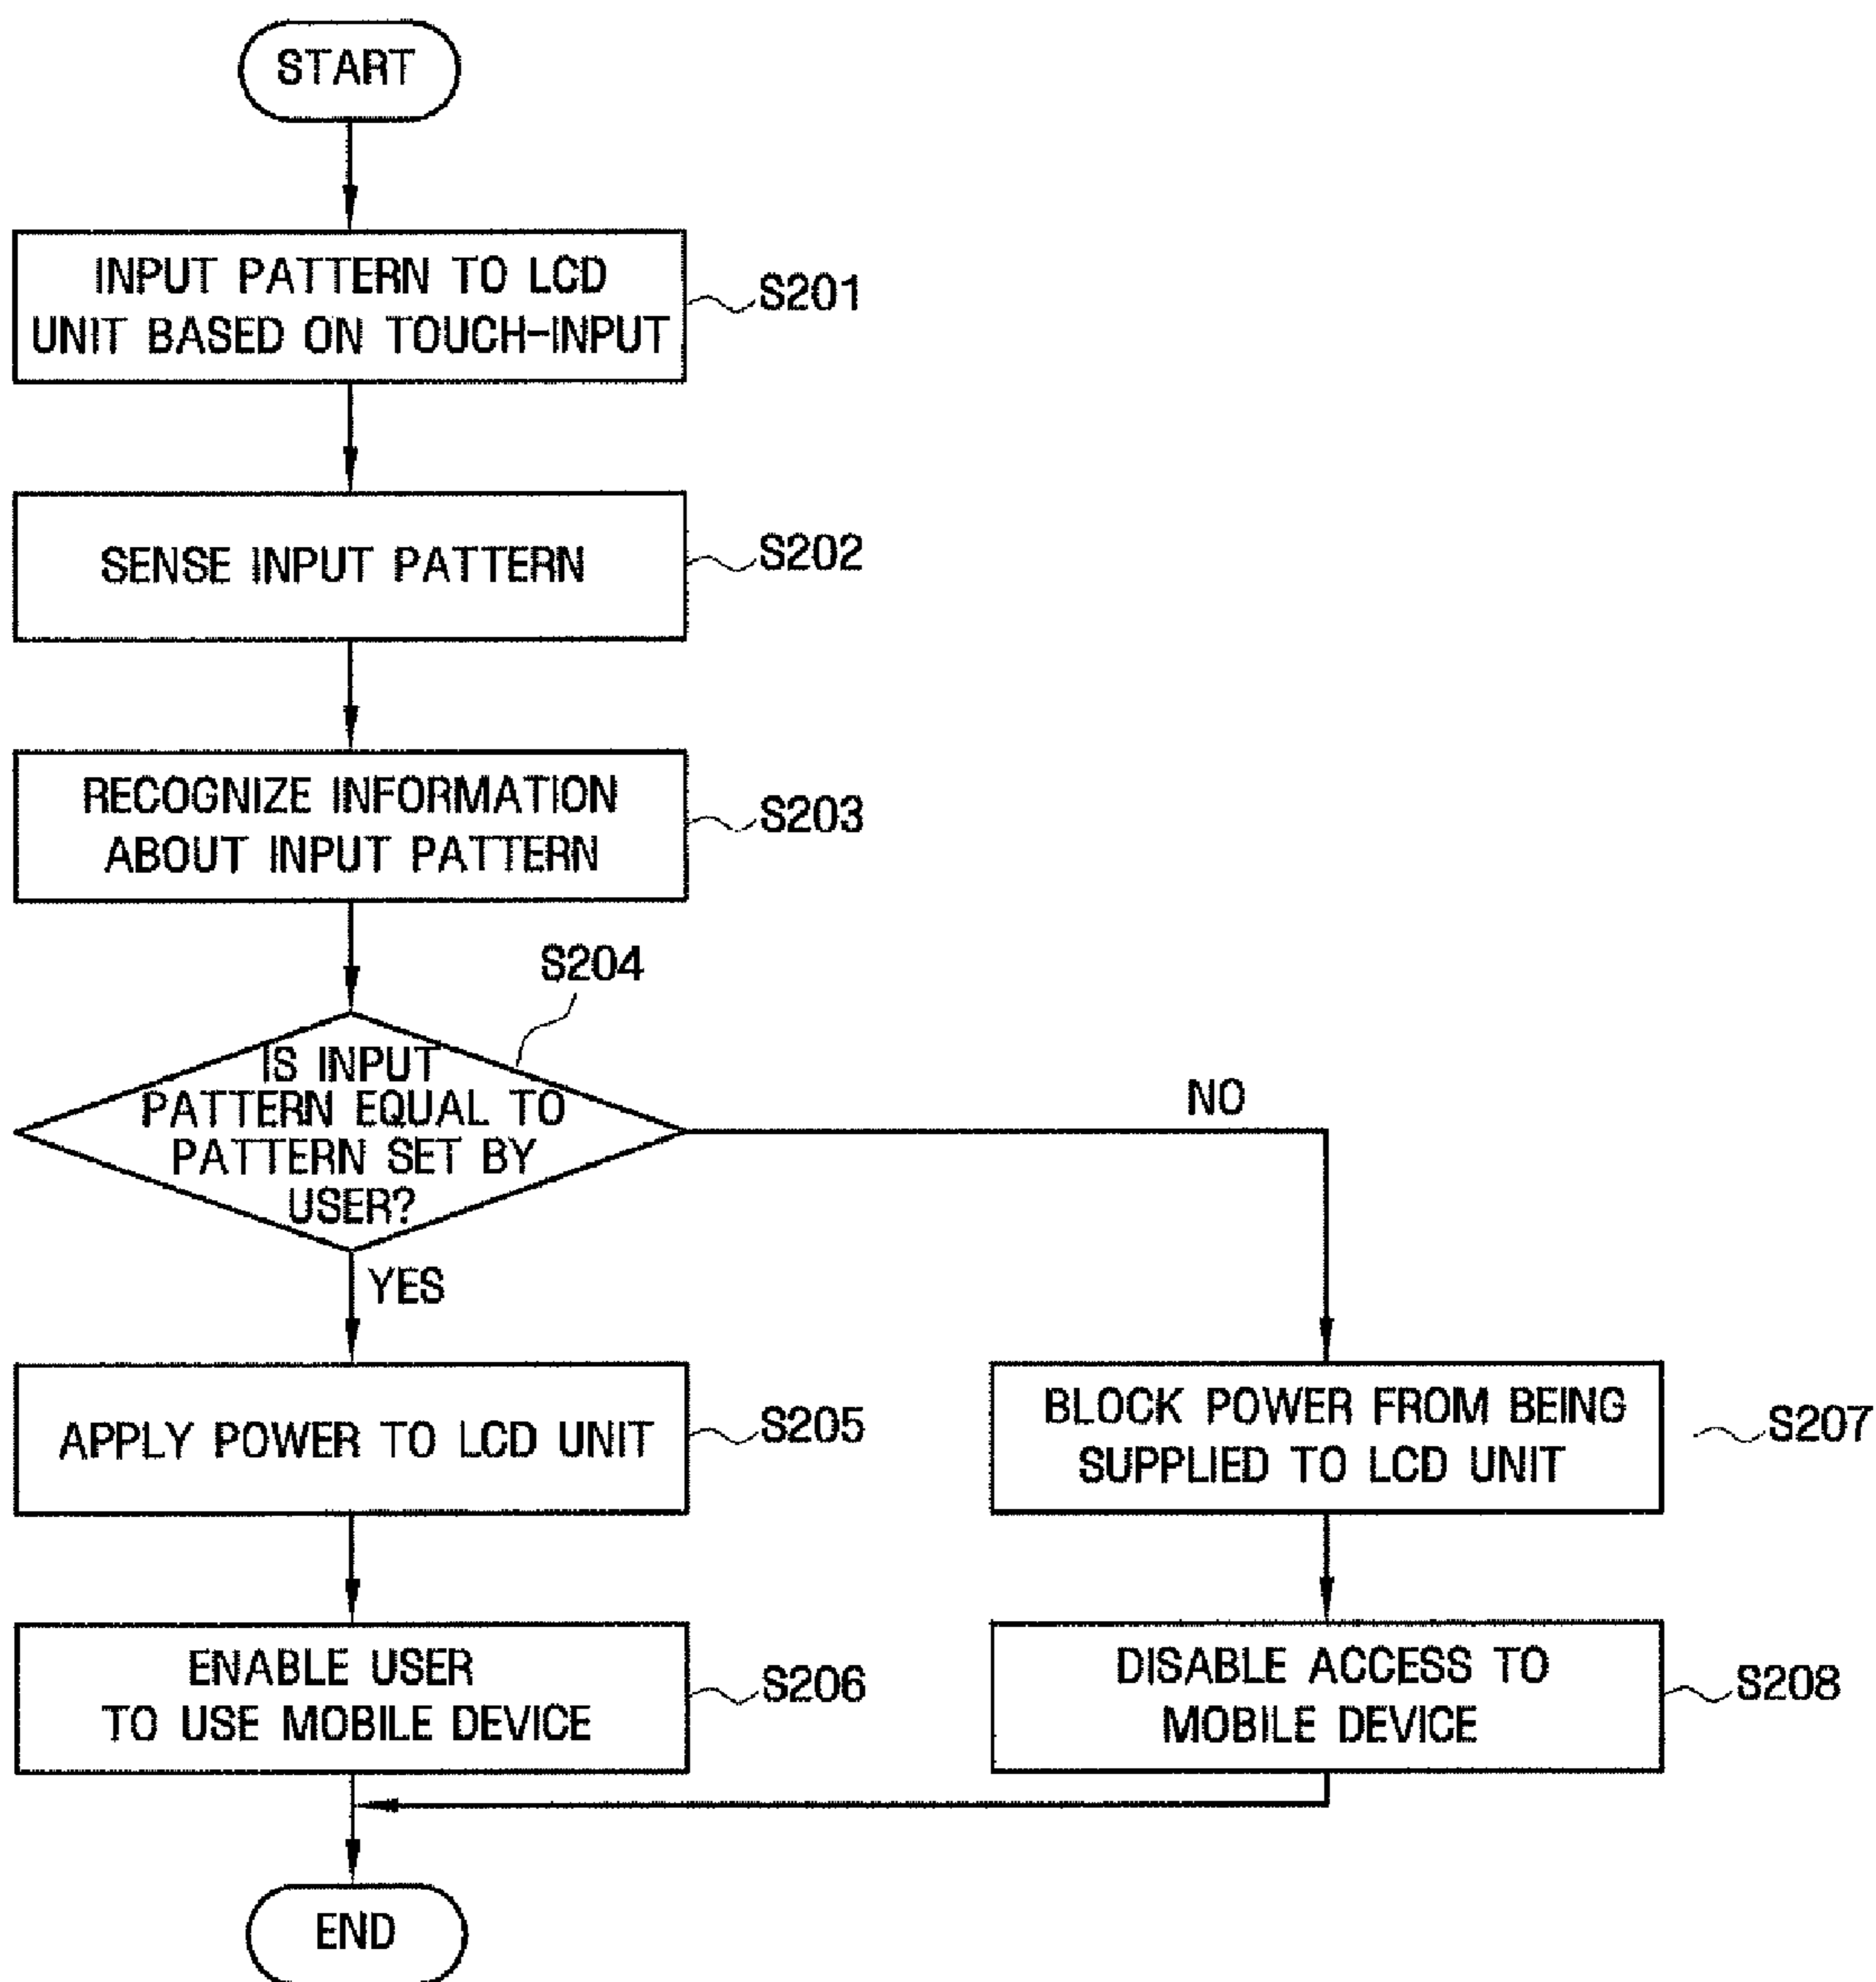 START
INPUT PATTERN TO LCD
UNIT BASED ON TOUCH-INPUT
S201
SENSE INPUT PATTERN
S202
RECOGNIZE INFORMATION
ABOUT INPUT PATTERN
S203
S204
IS INPUT
PATTERN EQUAL TO
PATTERN SET BY
USER?
NO
YES
APPLY POWER TO LCD UNIT
S205
BLOCK POWER FROM BEING
SUPPLIED TO LCD UNIT
S207
ENABLE USER
TO USE MOBILE DEVICE
S206
DISABLE ACCESS TO
MOBILE DEVICE
S208
END